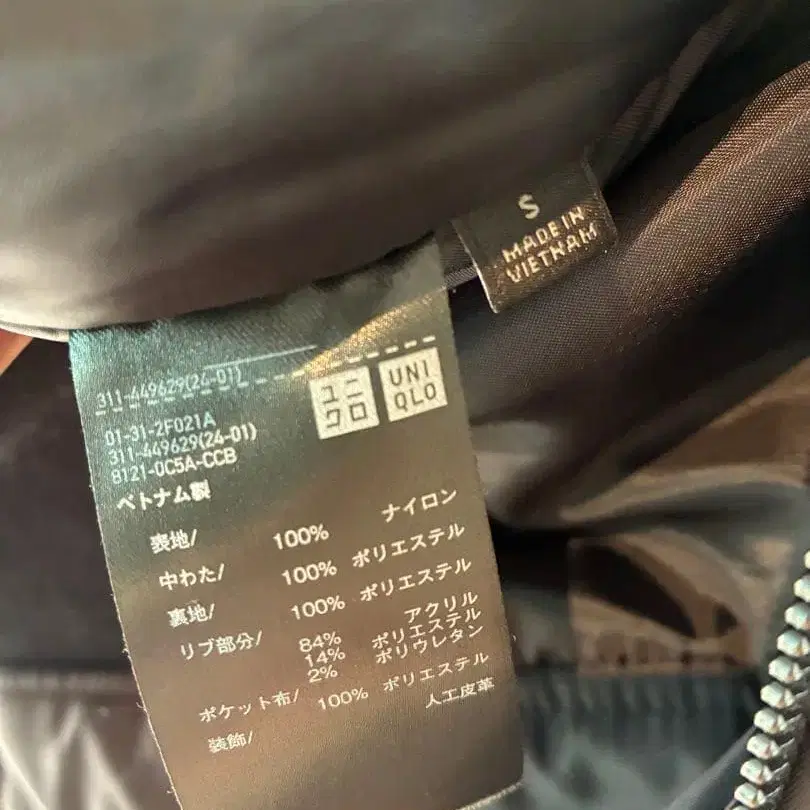 S
MADE IN
VIETNAM
311-449629(24-01)
ユニ
クロ
UNI
QLO
01-31-2F021A
311-449629(24-01)
8121-0C5A-CCB
ベトナム製
表地/ 100% ナイロン
中わた/ 100% ポリエステル
裏地/ 100% ポリエステル
リブ部分/ 84% アクリル
14% ポリエステル
2% ポリウレタン
ポケット布/ 100% ポリエステル
装飾/ 人工皮革